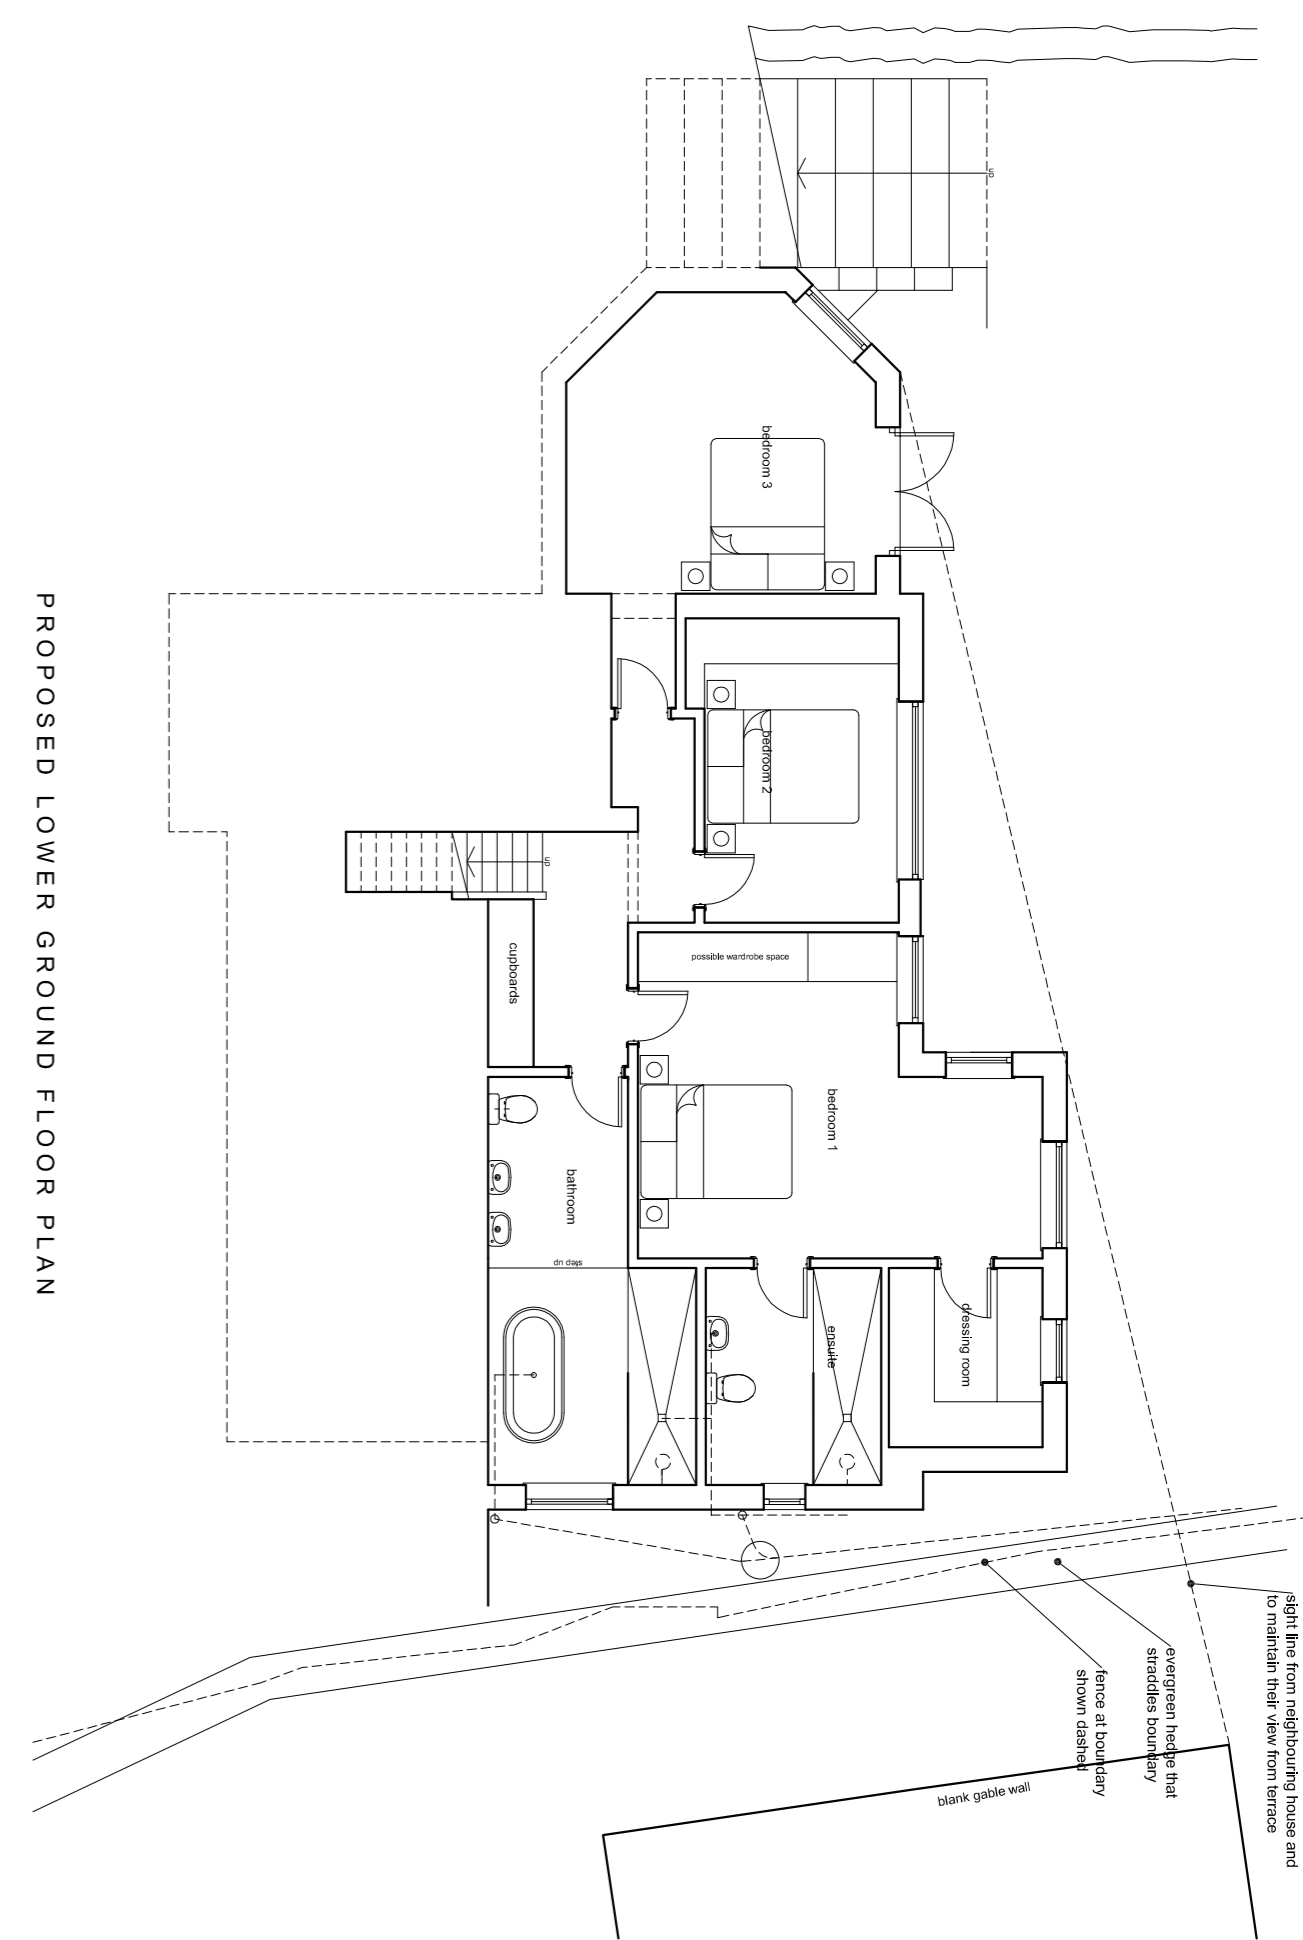 PROPOSED LOWER GROUND FLOOR PLAN
up
bedroom 3
bedroom 2
up
cupboards
possible wardrobe space
bedroom 1
bathroom
step up
ensuite
dressing room
sight line from neighbouring house and
to maintain their view from terrace
evergreen hedge that
straddles boundary
fence at boundary
shown dashed
blank gable wall